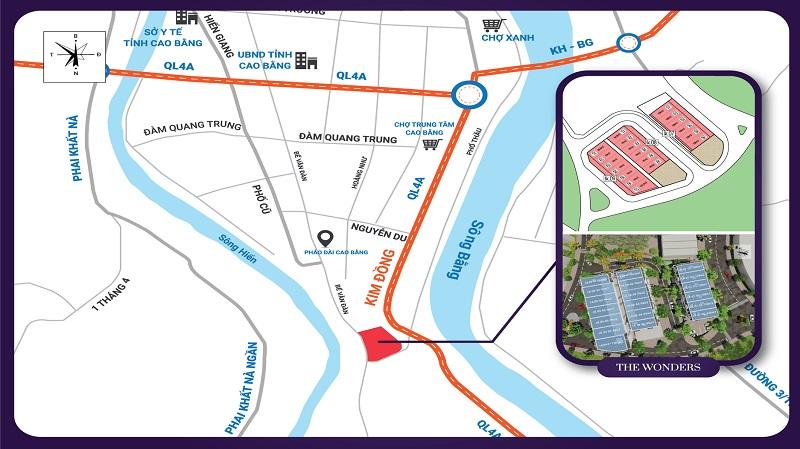 TRƯƠNG
SỞ Y TẾ
TỈNH CAO BẰNG
HIẾN GIANG
UBND TỈNH
CAO BẰNG
CHỢ XANH
KH - BG
B
T
Đ
N
QL4A
QL4A
PHAI KHẮT NÀ
ĐÀM QUANG TRUNG
ĐÀM QUANG TRUNG
CHỢ TRUNG TÂM
CAO BẰNG
PHỐ THẦU
BẾ VĂN ĐÀN
HOÀNG NHƯ
QL4A
PHỐ CŨ
NGUYỄN DU
Sông Hiến
PHÁO ĐÀI CAO BẰNG
KIM ĐỒNG
Sông Bằng
1 THÁNG 4
BẾ VĂN ĐÀN
PHAI KHẮT NÀ NGẦN
QL4A
THE WONDERS
ĐƯỜNG 3/1